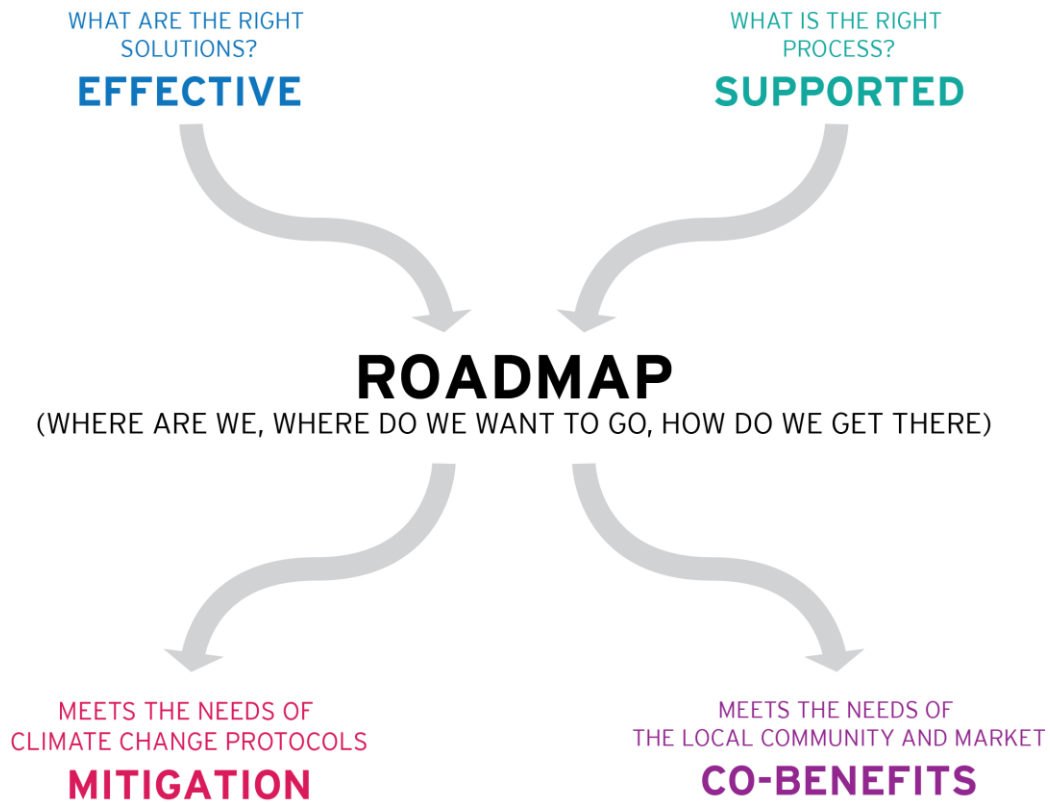 WHAT ARE THE RIGHT
SOLUTIONS?
EFFECTIVE
WHAT IS THE RIGHT
PROCESS?
SUPPORTED
ROADMAP
(WHERE ARE WE, WHERE DO WE WANT TO GO, HOW DO WE GET THERE)
MEETS THE NEEDS OF
CLIMATE CHANGE PROTOCOLS
MITIGATION
MEETS THE NEEDS OF
THE LOCAL COMMUNITY AND MARKET
CO-BENEFITS